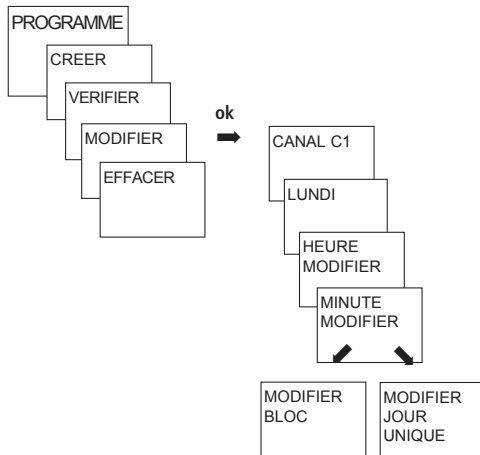 PROGRAMME
CREER
VERIFIER
MODIFIER
EFFACER
ok
CANAL C1
LUNDI
HEURE
MODIFIER
MINUTE
MODIFIER
MODIFIER
BLOC
MODIFIER
JOUR
UNIQUE